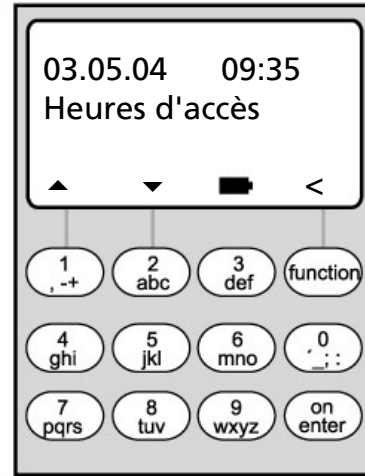 03.05.04 09:35
Heures d'accès
<
1 2 3 function
, -+ abc def
4 5 6 0
ghi jkl mno ´_; :
7 8 9 on
pqrs tuv wxyz enter